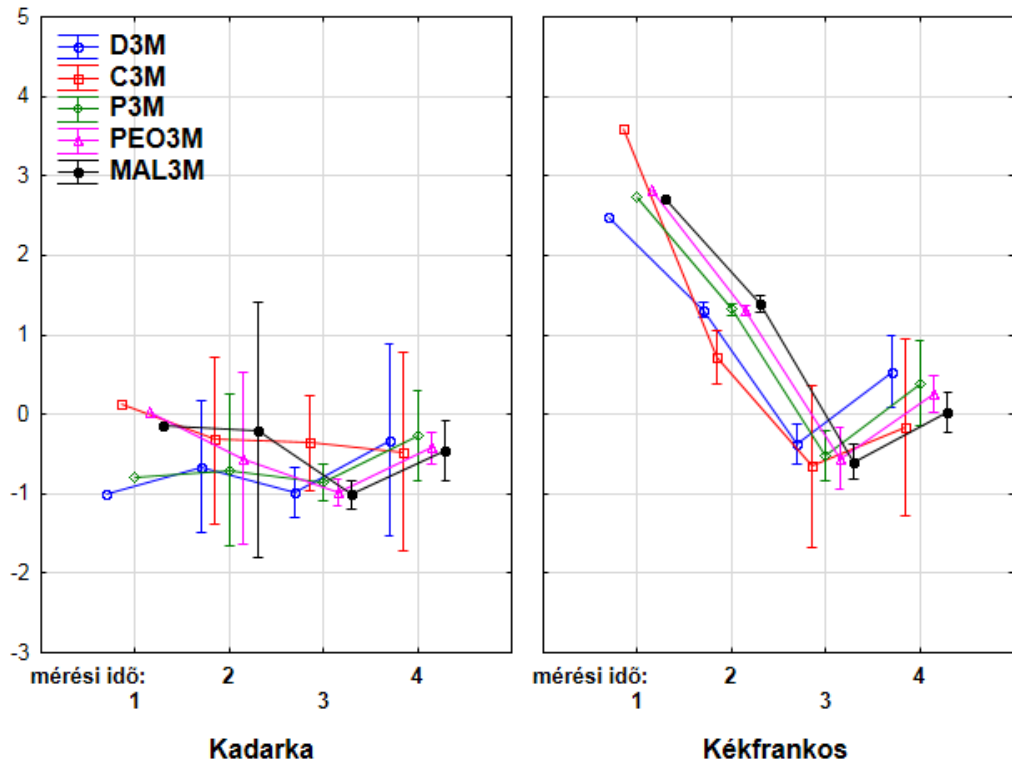 5
4
3
2
1
0
-1
-2
-3
D3M
C3M
P3M
PEO3M
MAL3M
mérési idő: 2 4
1 3
mérési idő: 2 4
1 3
Kadarka
Kékfrankos